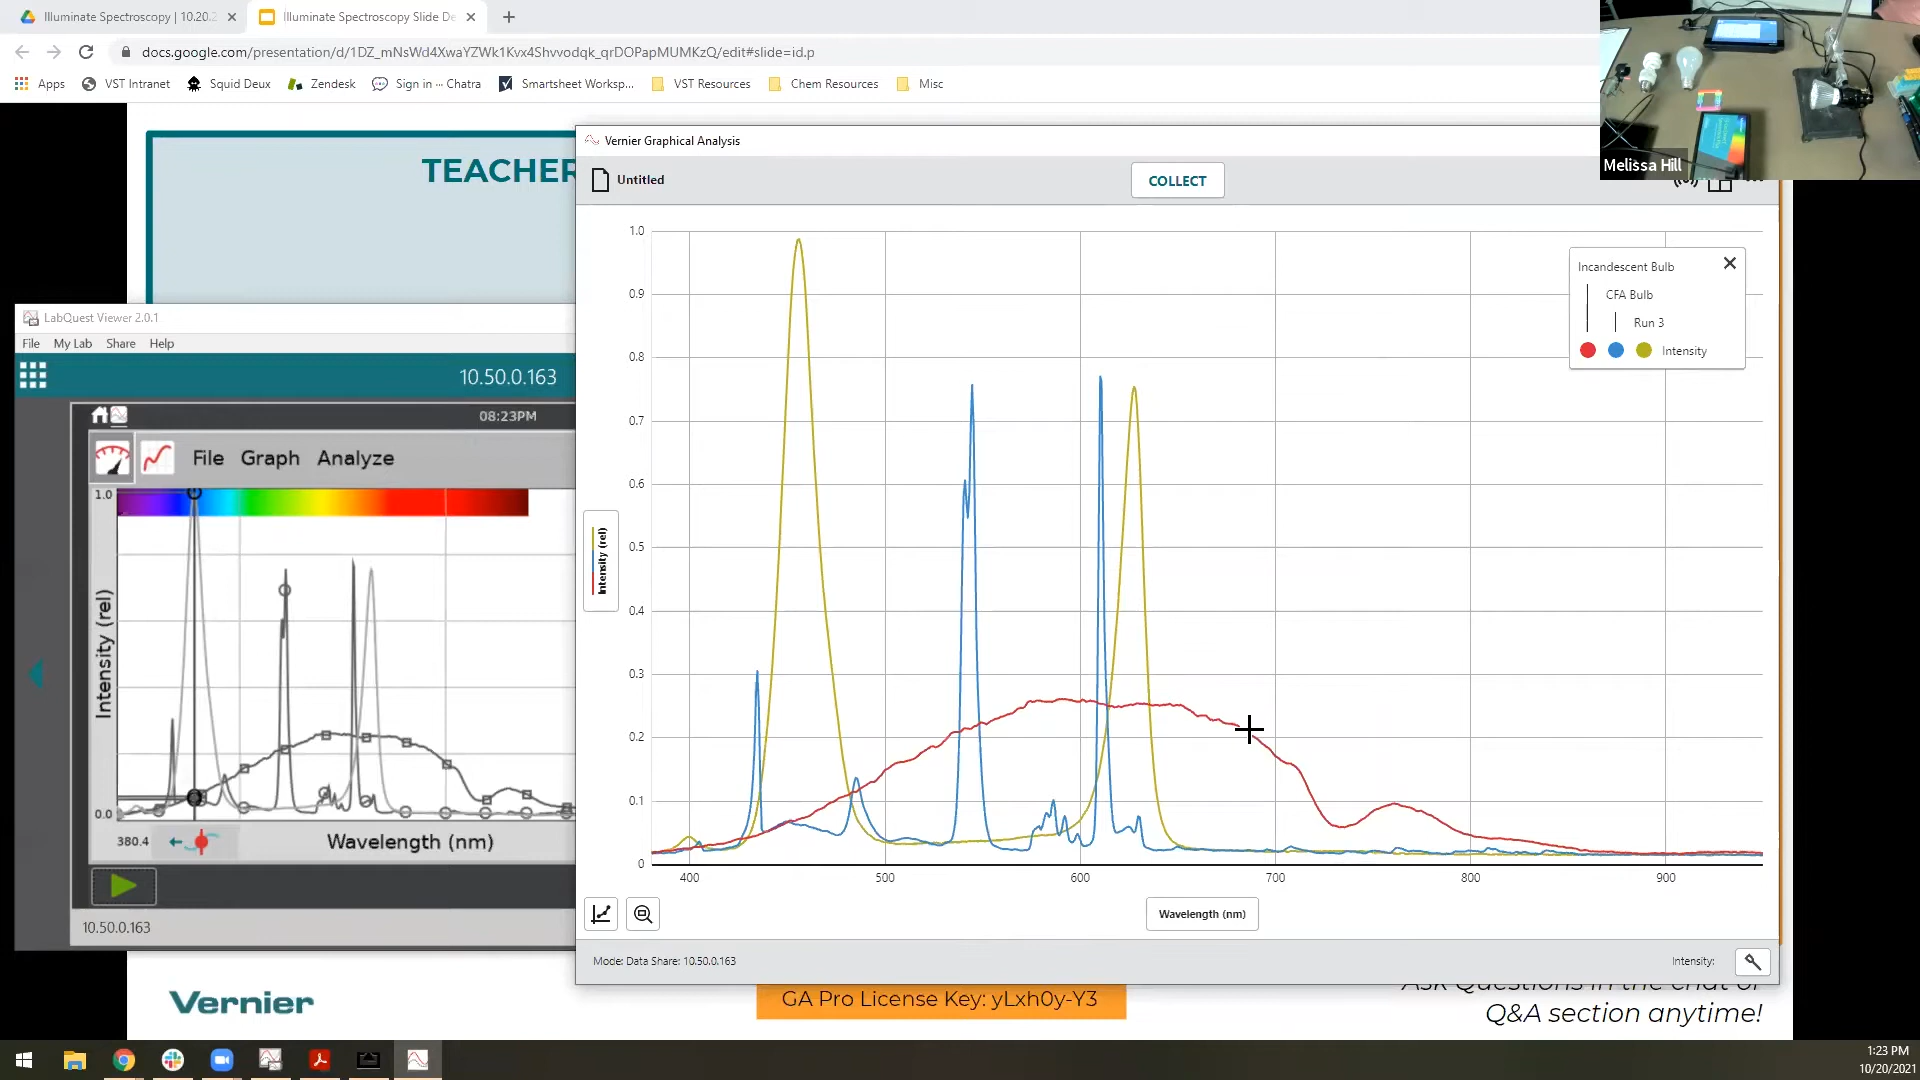 Illuminate Spectroscopy | 10.20.2
Illuminate Spectroscopy Slide De
docs.google.com/presentation/d/1DZ_mNsWd4XwaYZWk1Kvx4Shvvodqk_qrDOPapMUMKzQ/edit#slide=id.p
Apps
VST Intranet
Squid Deux
Zendesk
Sign in ··· Chatra
Smartsheet Worksp...
VST Resources
Chem Resources
Misc
Melissa Hill
TEACHER
Vernier Graphical Analysis
Untitled
COLLECT
LabQuest Viewer 2.0.1
File My Lab Share Help
10.50.0.163
08:23PM
File Graph Analyze
1.0
Intensity (rel)
0.0
380.4
Wavelength (nm)
10.50.0.163
1.0
0.9
0.8
0.7
0.6
0.5
0.4
0.3
0.2
0.1
0
Intensity (rel)
400 500 600 700 800 900
Wavelength (nm)
Incandescent Bulb
CFA Bulb
Run 3
Intensity
Mode: Data Share: 10.50.0.163
Intensity:
Vernier
GA Pro License Key: yLxh0y-Y3
Ask Questions in the chat or
Q&A section anytime!
1:23 PM
10/20/2021